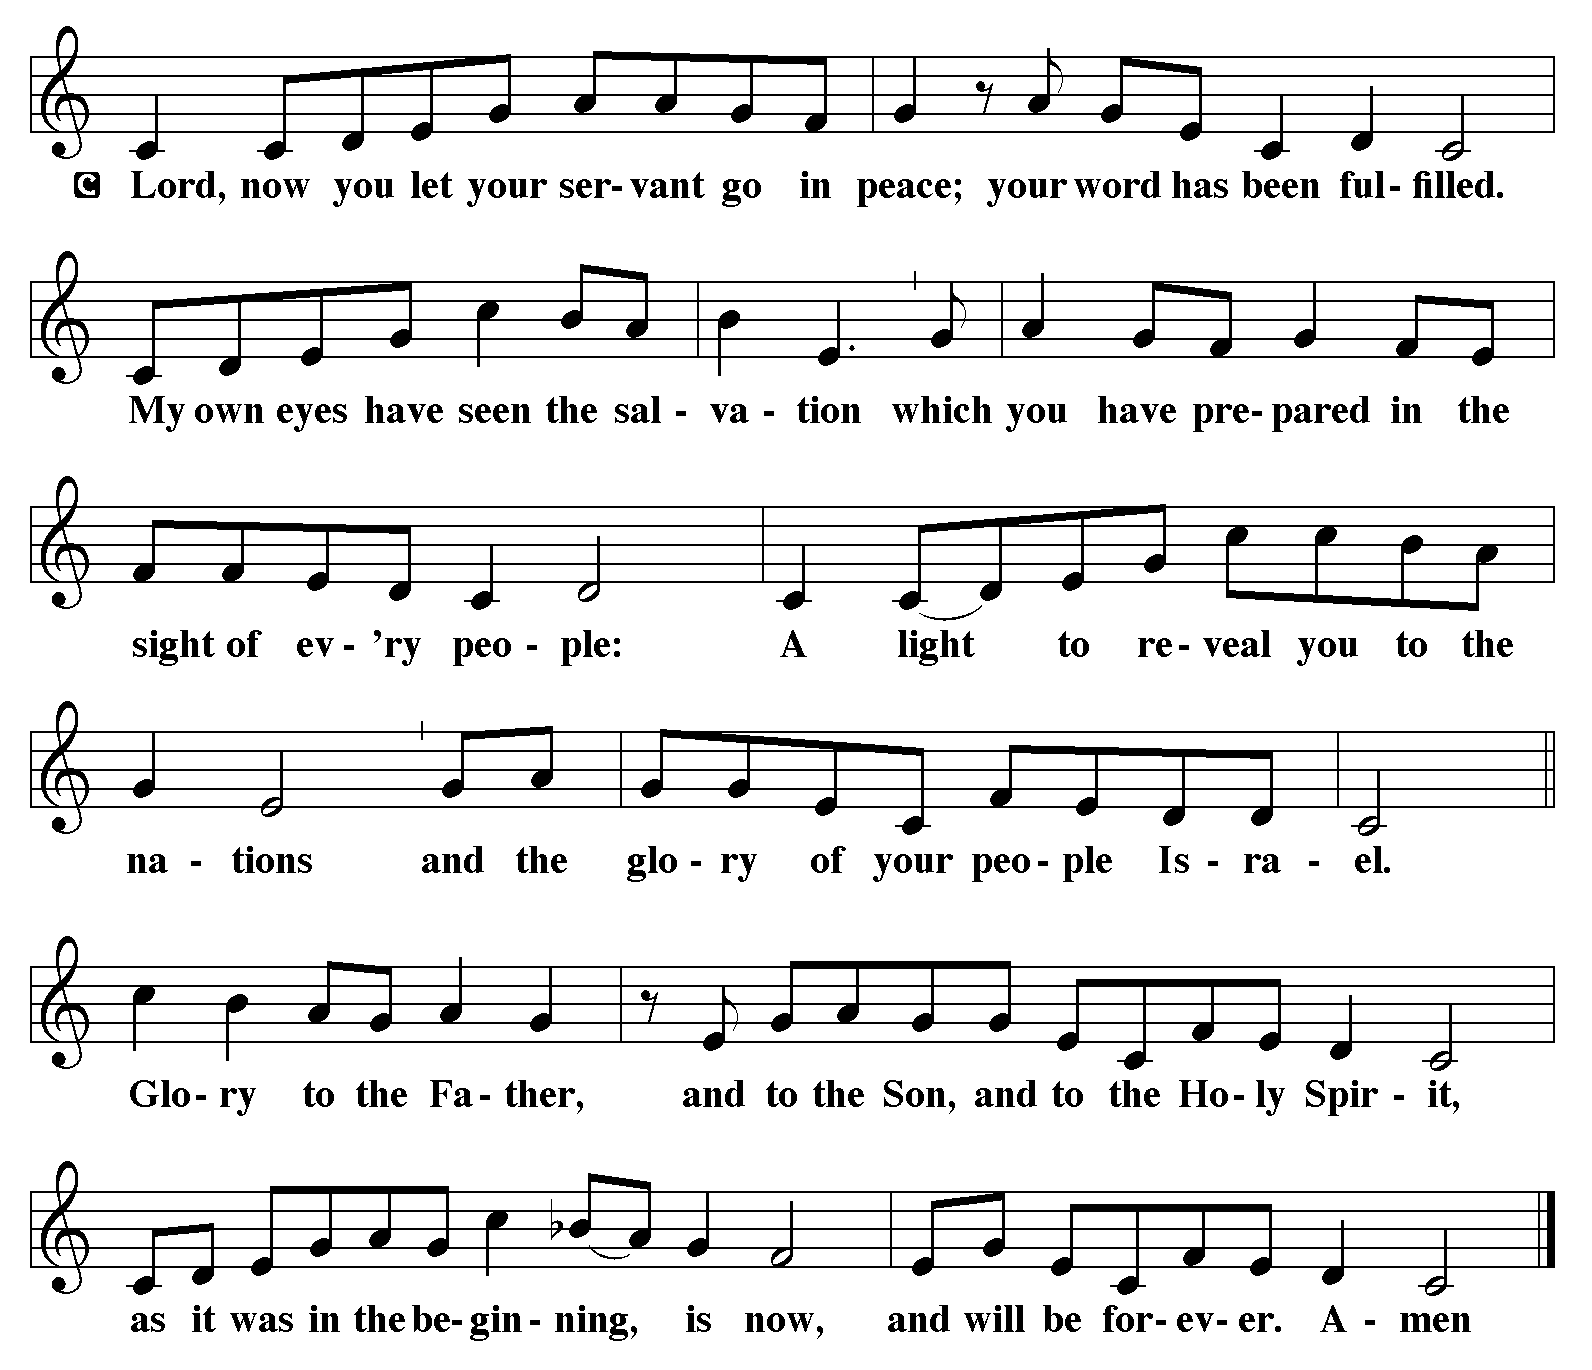 C Lord, now you let your ser- vant go in peace; your word has been ful- filled.
My own eyes have seen the sal - va - tion which you have pre- pared in the
sight of ev - ’ry peo - ple: A light to re- veal you to the
na - tions and the glo - ry of your peo - ple Is - ra - el.
Glo- ry to the Fa - ther, and to the Son, and to the Ho- ly Spir - it,
as it was in the be- gin - ning, is now, and will be for- ev- er. A - men